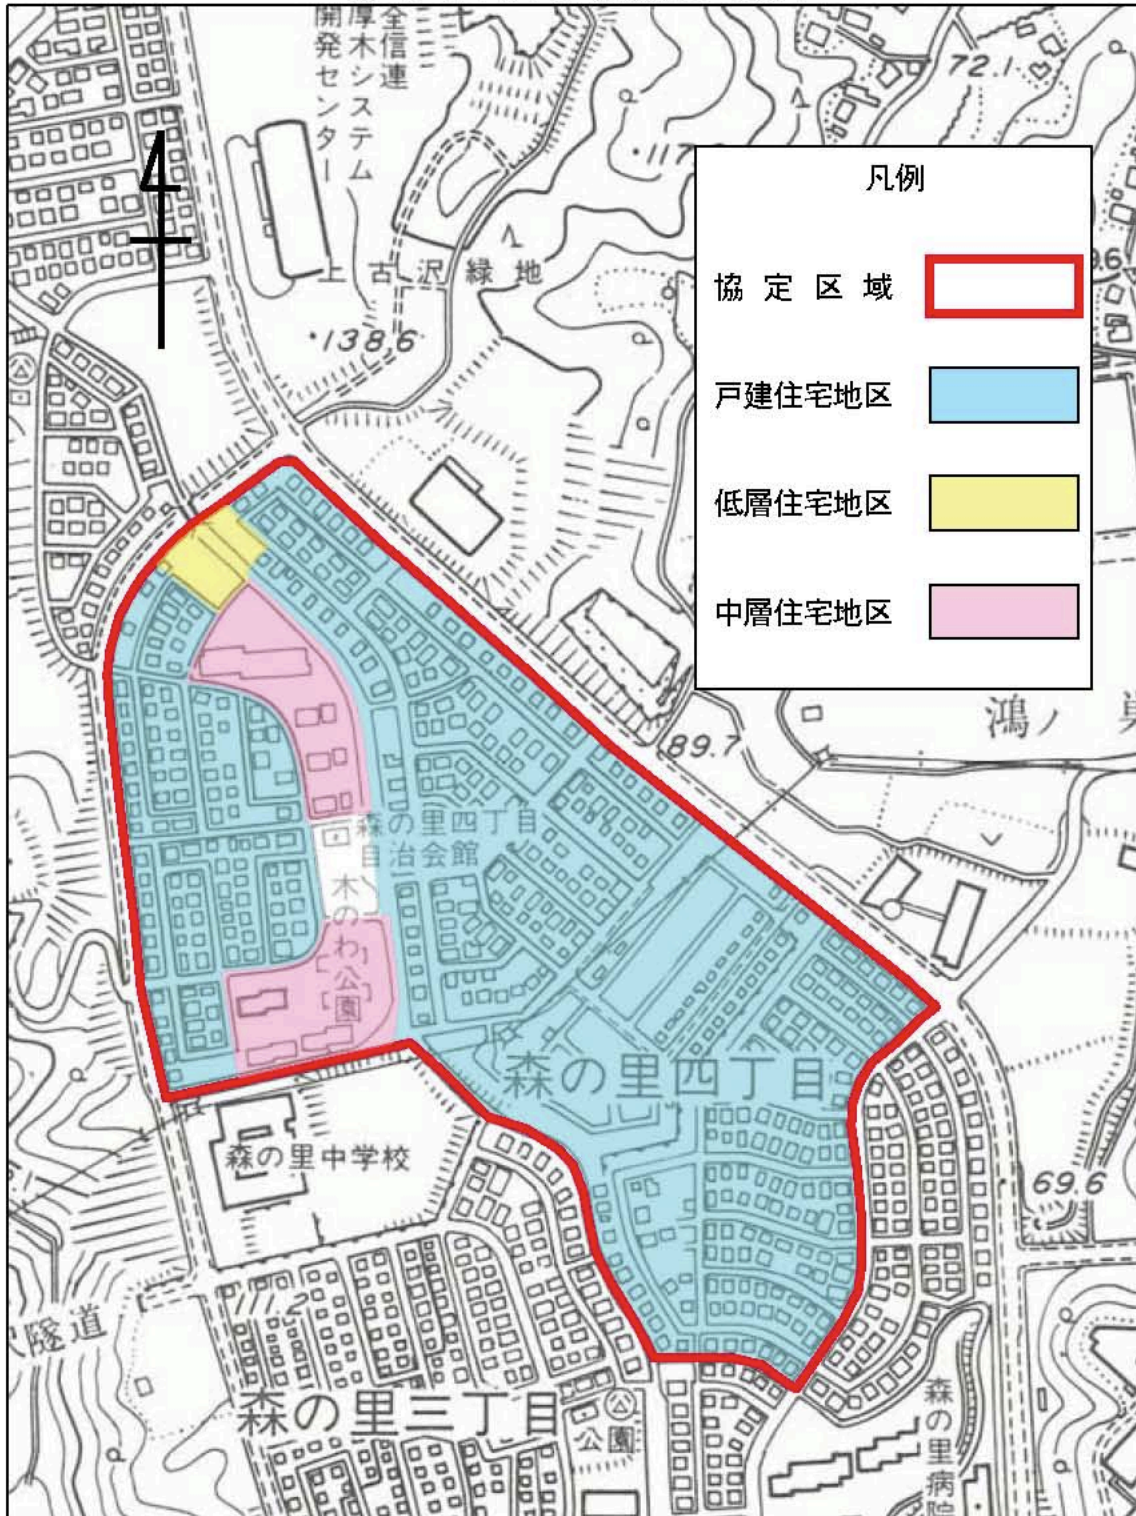 全信連
厚木システム
開発センター
72.1
凡例
協定区域
戸建住宅地区
低層住宅地区
中層住宅地区
上古沢緑地
138.6
鴻ノ
89.7
森の里四丁目
自治会館
木のわ公園
森の里四丁目
森の里中学校
69.6
111.2
隧道
森の里三丁目
公園
森の里病院